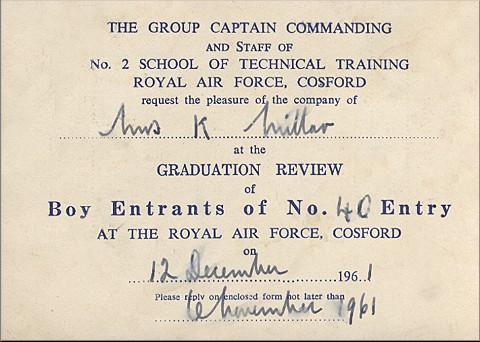 THE GROUP CAPTAIN COMMANDING
AND STAFF OF
No. 2 SCHOOL OF TECHNICAL TRAINING
ROYAL AIR FORCE, COSFORD
request the pleasure of the company of
Mrs K
at the
GRADUATION REVIEW
of
Boy Entrants of No. 40 Entry
AT THE ROYAL AIR FORCE, COSFORD
on
12 December 1961
Please reply on enclosed form not later than
6 November 1961